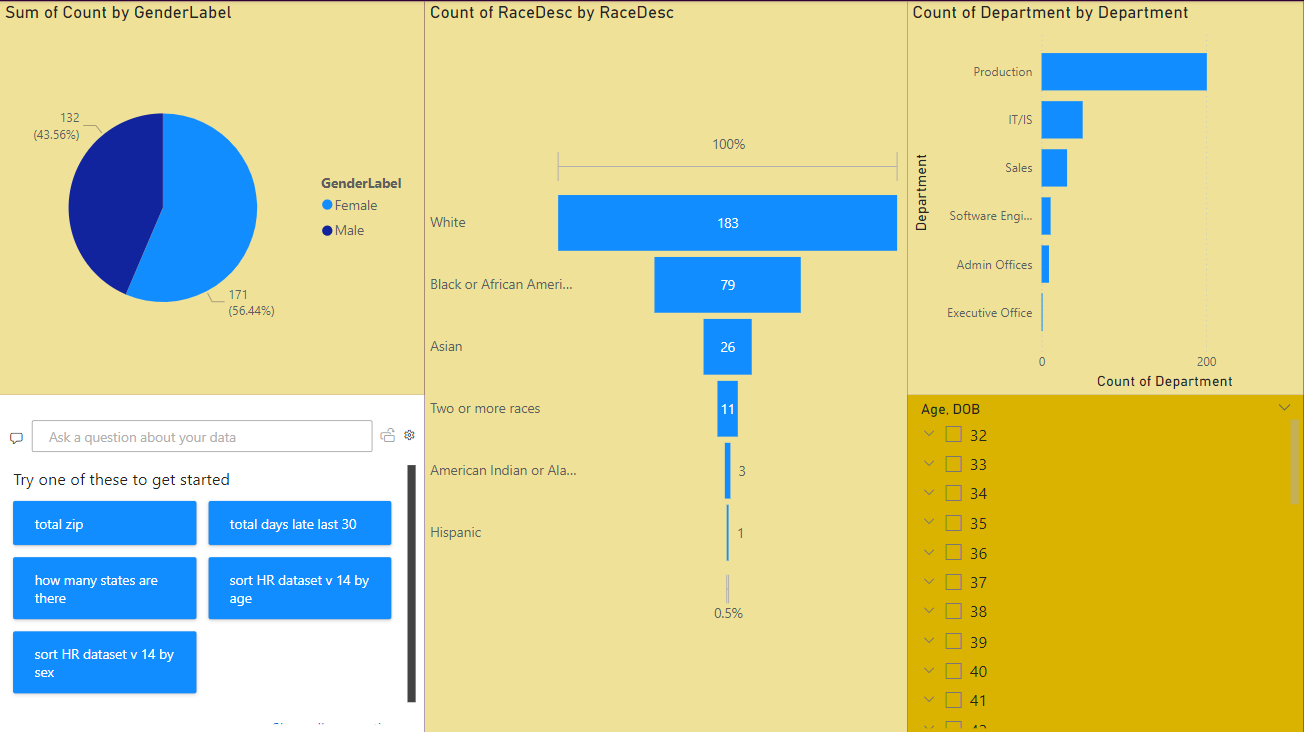 Sum of Count by GenderLabel
132
(43.56%)
171
(56.44%)
GenderLabel
Female
Male
Ask a question about your data
Try one of these to get started
total zip
total days late last 30
how many states are
there
sort HR dataset v 14 by
age
sort HR dataset v 14 by
sex
Count of RaceDesc by RaceDesc
100%
White
183
Black or African Ameri...
79
Asian
26
Two or more races
11
American Indian or Ala...
3
Hispanic
1
0.5%
Count of Department by Department
Department
Production
IT/IS
Sales
Software Engi...
Admin Offices
Executive Office
0
200
Count of Department
Age, DOB
32
33
34
35
36
37
38
39
40
41